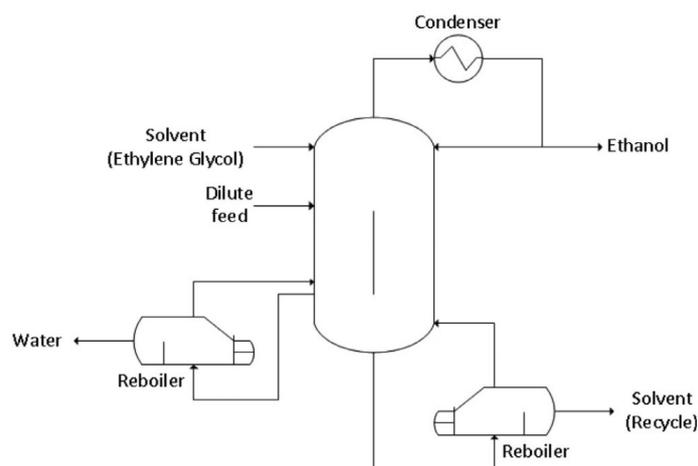 Condenser
Solvent
(Ethylene Glycol)
Ethanol
Dilute
feed
Water
Reboiler
Solvent
(Recycle)
Reboiler